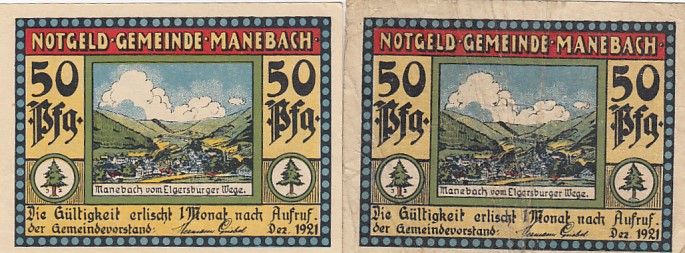 NOTGELD·GEMEINDE·MANEBACH·
50 50
Pfg· Pfg·
Manebach vom Elgersburger Wege.
Die Gültigkeit erlischt 1 Monat nach Aufruf.
der Gemeindevorstand: Dez. 1921
NOTGELD·GEMEINDE·MANEBACH·
50 50
Pfg· Pfg·
Manebach vom Elgersburger Wege.
Die Gültigkeit erlischt 1 Monat nach Aufruf.
der Gemeindevorstand: Dez. 1921